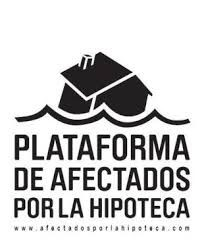 PLATAFORMA
DE AFECTADOS
POR LA HIPOTECA
www.afectadosporlahipoteca.com